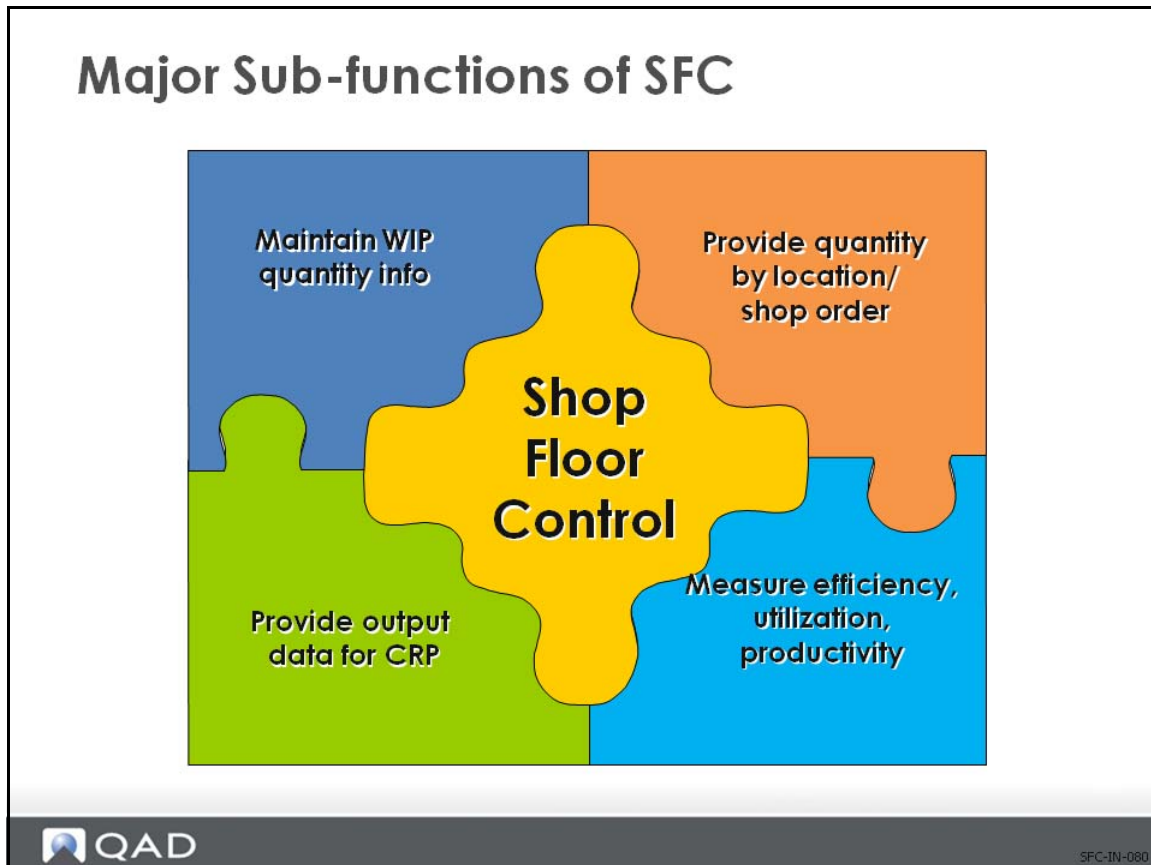 Major Sub-functions of SFC
Maintain WIP
quantity info
Provide quantity
by location/
shop order
Shop
Floor
Control
Provide output
data for CRP
Measure efficiency,
utilization,
productivity
QAD
SFC-IN-080